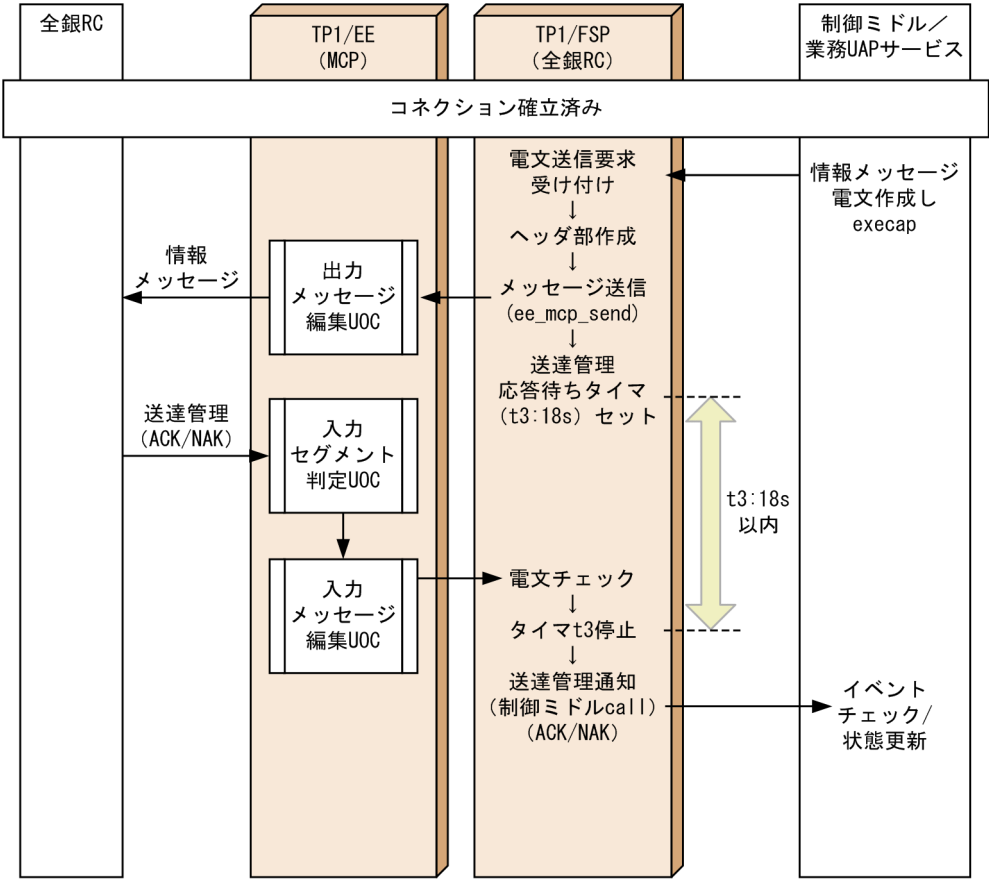 全銀RC
TP1/EE
(MCP)
TP1/FSP
(全銀RC)
制御ミドル／
業務UAPサービス
コネクション確立済み
電文送信要求
受け付け
↓
ヘッダ部作成
↓
メッセージ送信
(ee_mcp_send)
↓
送達管理
応答待ちタイマ
(t3:18s) セット
情報メッセージ
電文作成し
execap
情報
メッセージ
出力
メッセージ
編集UOC
送達管理
(ACK/NAK)
入力
セグメント
判定UOC
t3:18s
以内
入力
メッセージ
編集UOC
電文チェック
↓
タイマt3停止
↓
送達管理通知
(制御ミドルcall)
(ACK/NAK)
イベント
チェック/
状態更新